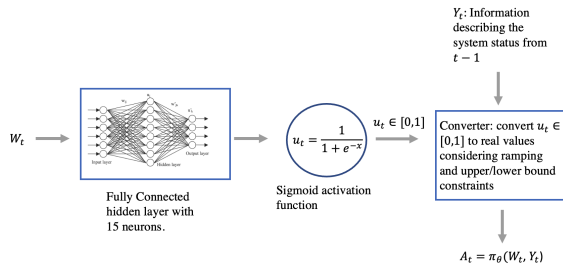 Y_t: Information
describing the
system status from
t − 1
W_t
Input layer
Hidden layer
Output layer
u_t = 1 / (1 + e^{-x})
u_t ∈ [0,1]
Converter: convert u_t ∈
[0,1] to real values
considering ramping
and upper/lower bound
constraints
Fully Connected
hidden layer with
15 neurons.
Sigmoid activation
function
A_t = π_θ(W_t, Y_t)